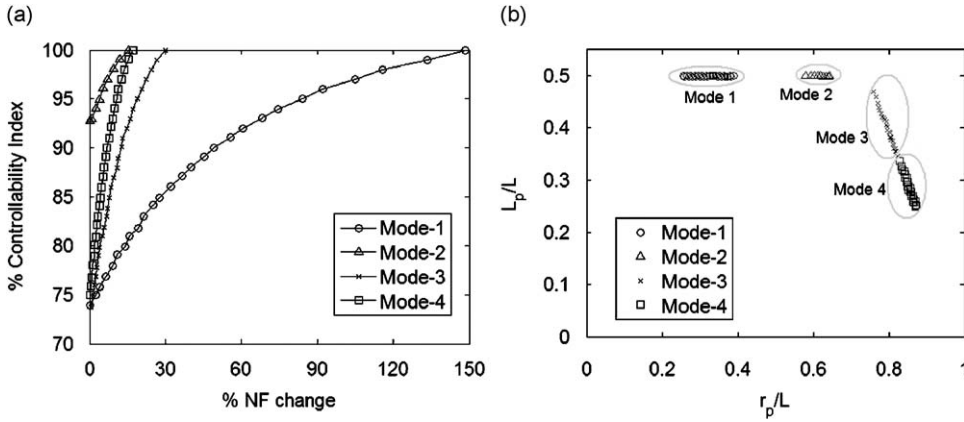 (a)
100
95
90
85
80
75
70
% Controllability Index
0
30
60
90
120
150
% NF change
Mode-1
Mode-2
Mode-3
Mode-4
(b)
0.5
0.4
0.3
0.2
0.1
0
Lp/L
0
0.2
0.4
0.6
0.8
1
rp/L
Mode 1
Mode 2
Mode 3
Mode 4
Mode-1
Mode-2
Mode-3
Mode-4